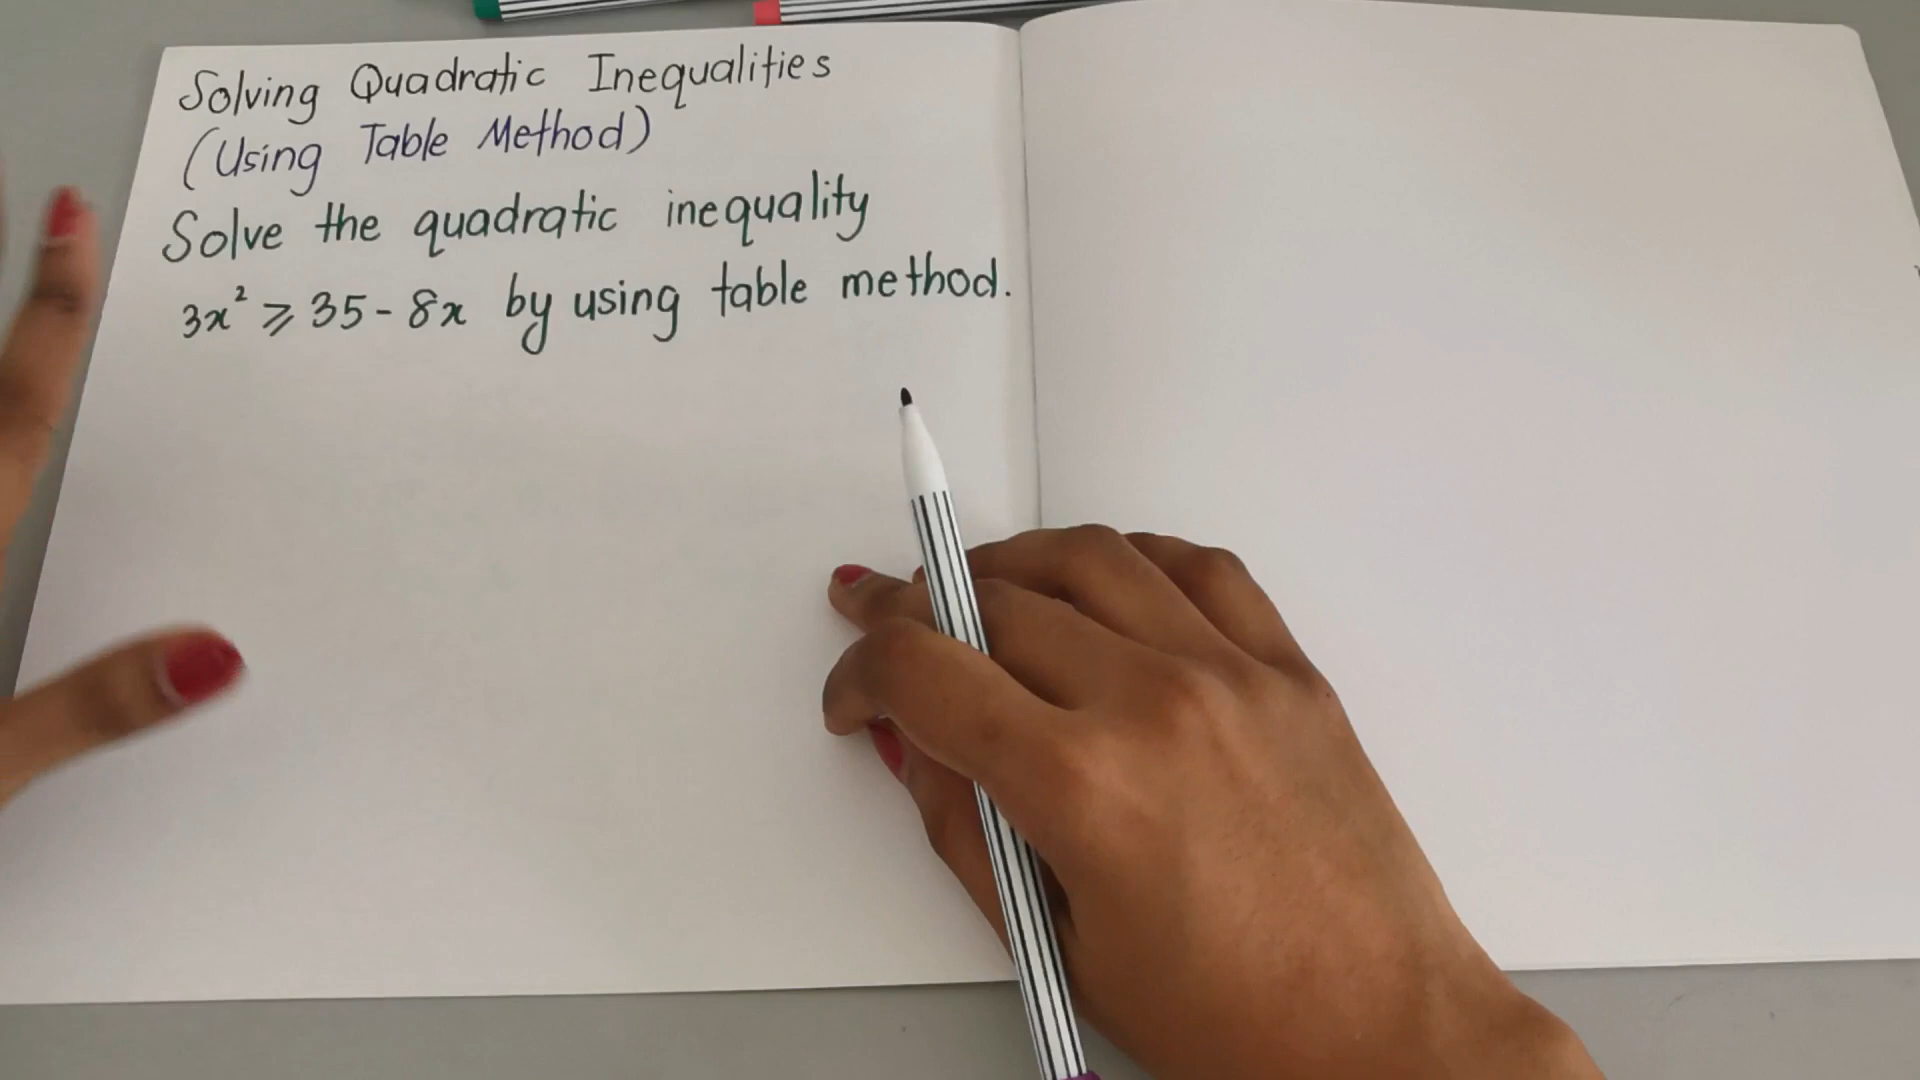 Solving Quadratic Inequalities
(Using Table Method)
Solve the quadratic inequality
3x² ⩾ 35 - 8x by using table method.